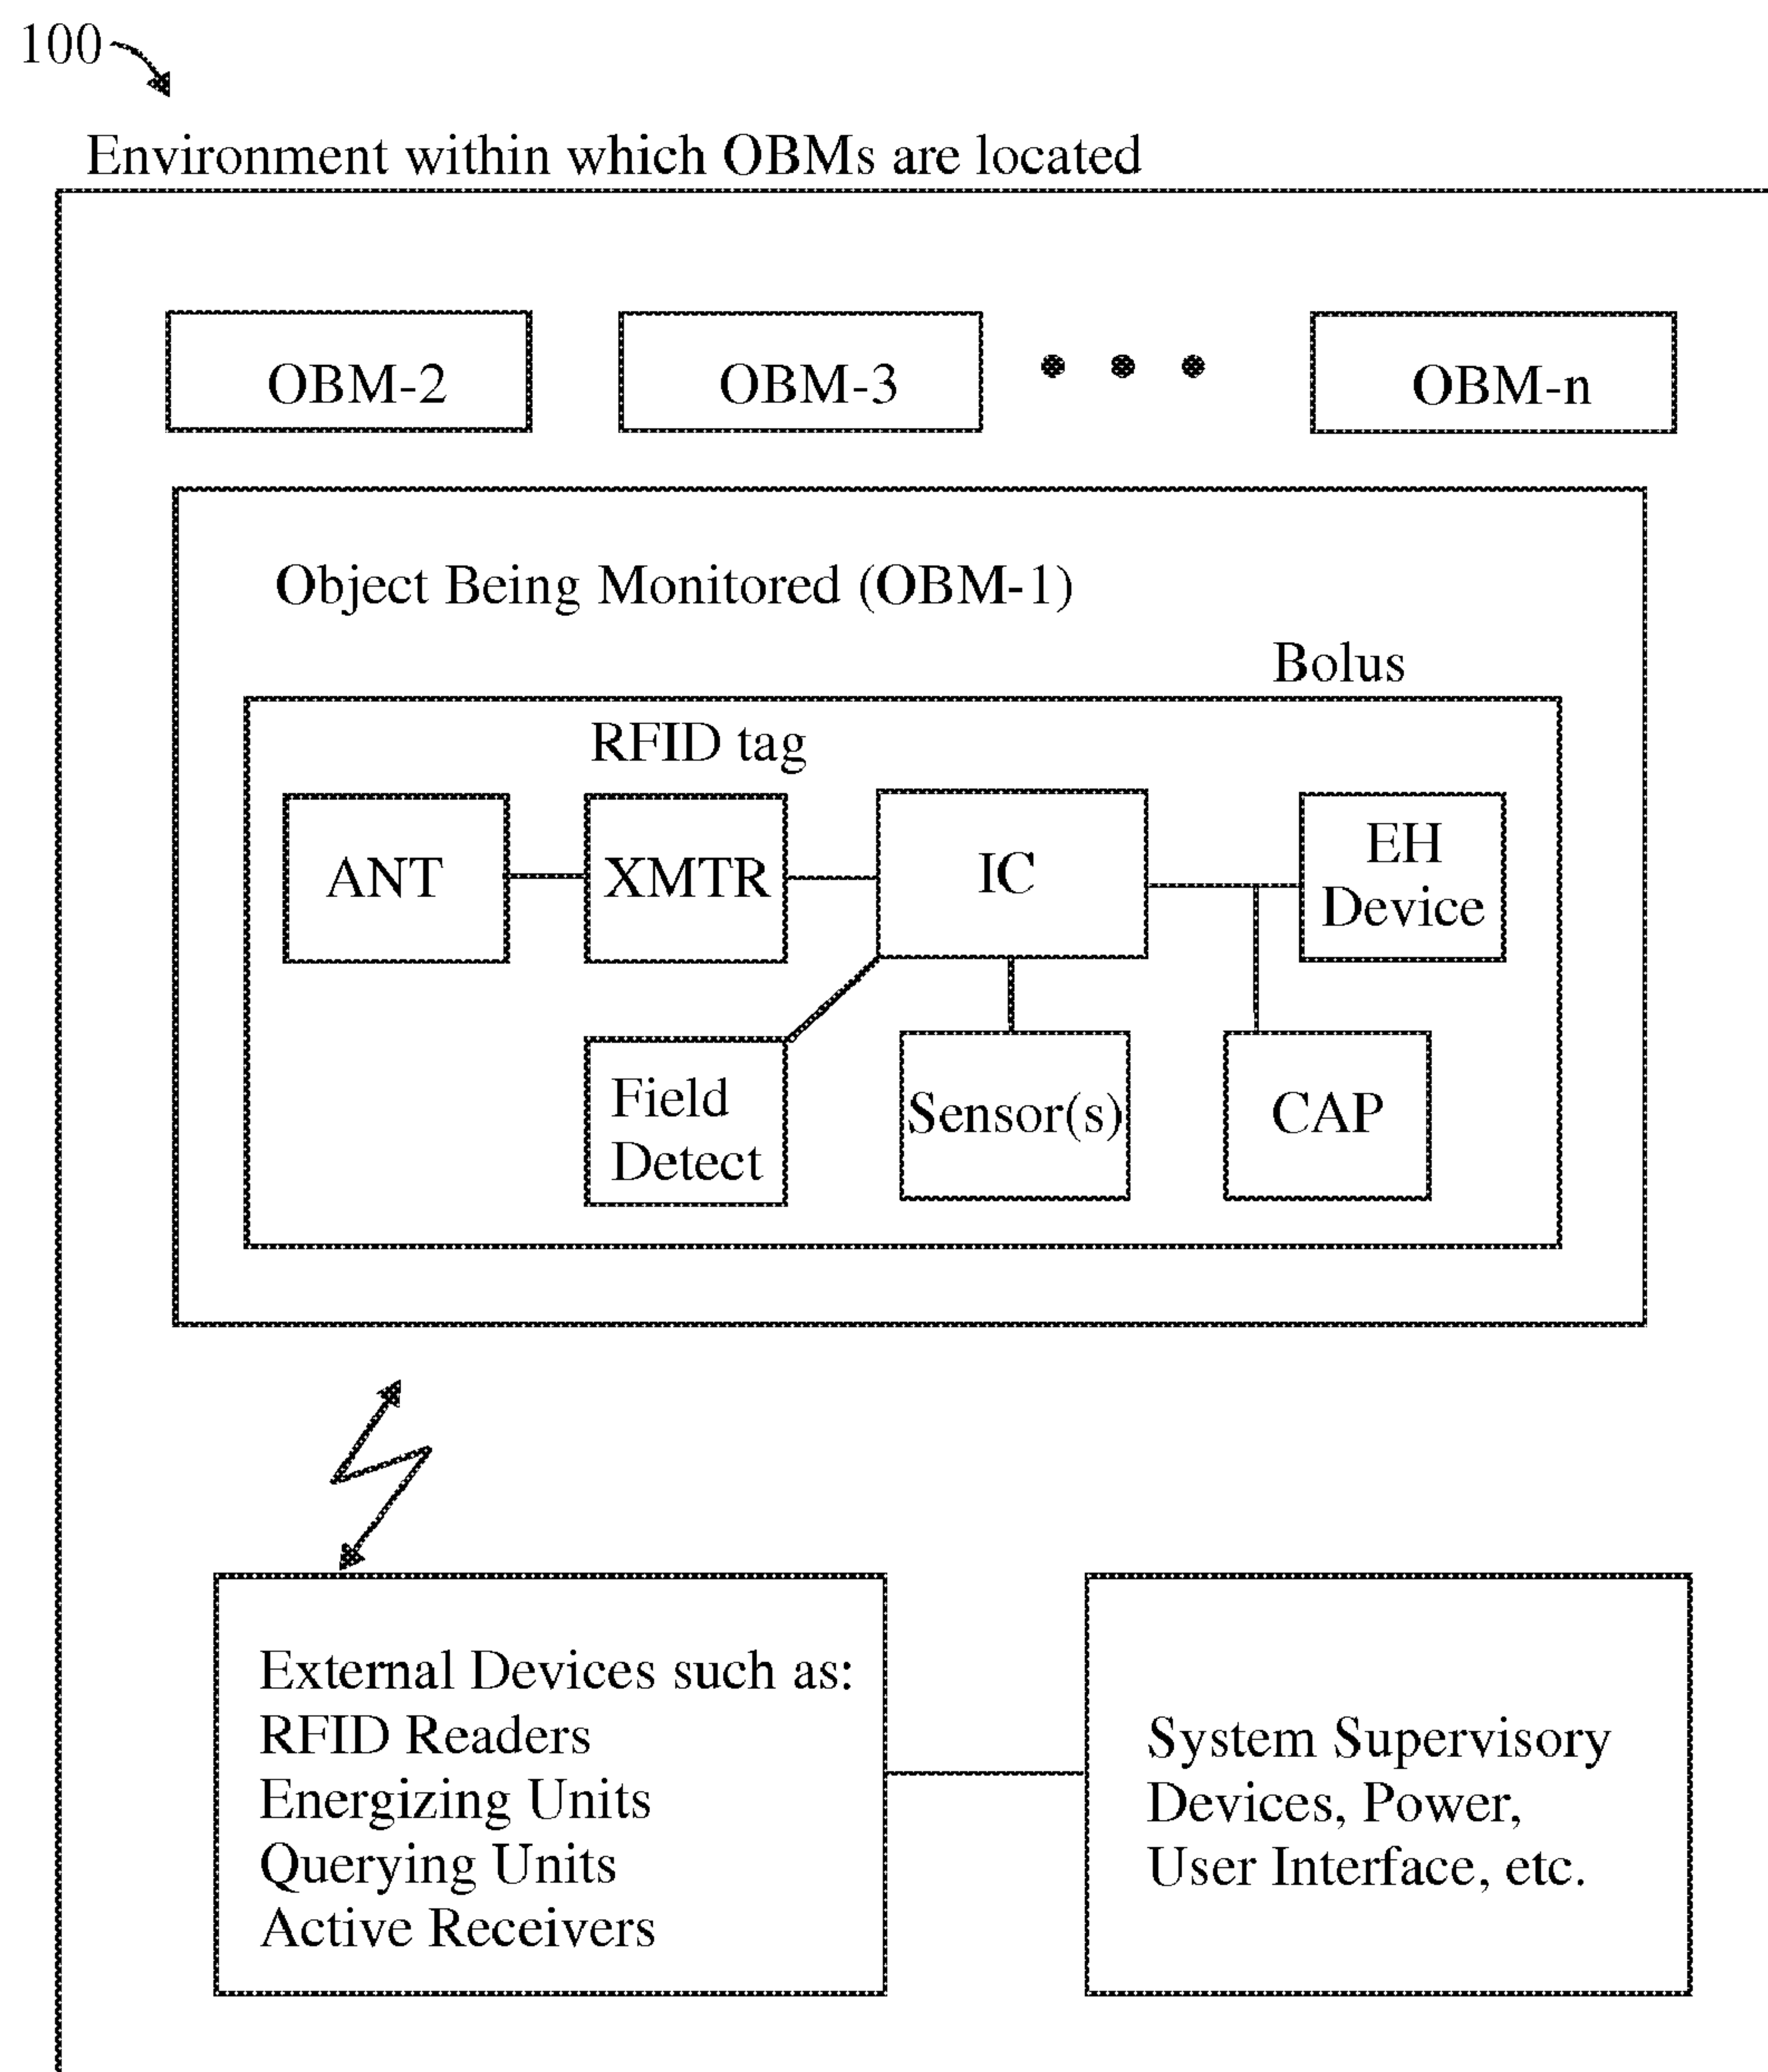 100
Environment within which OBMs are located
OBM-2
OBM-3
OBM-n
Object Being Monitored (OBM-1)
Bolus
RFID tag
ANT
XMTR
IC
EH
Device
Field
Detect
Sensor(s)
CAP
External Devices such as:
RFID Readers
Energizing Units
Querying Units
Active Receivers
System Supervisory
Devices, Power,
User Interface, etc.